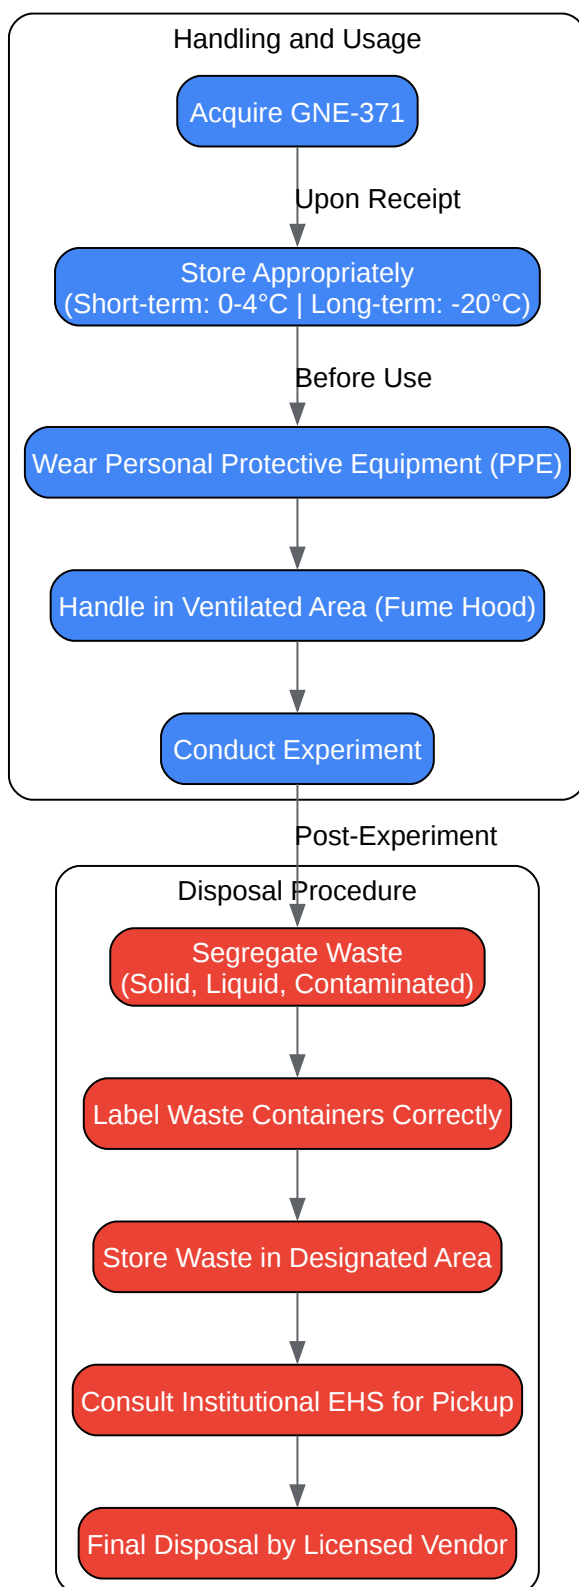 Handling and Usage
Acquire GNE-371
Upon Receipt
Store Appropriately
(Short-term: 0-4°C | Long-term: -20°C)
Before Use
Wear Personal Protective Equipment (PPE)
Handle in Ventilated Area (Fume Hood)
Conduct Experiment
Post-Experiment
Disposal Procedure
Segregate Waste
(Solid, Liquid, Contaminated)
Label Waste Containers Correctly
Store Waste in Designated Area
Consult Institutional EHS for Pickup
Final Disposal by Licensed Vendor